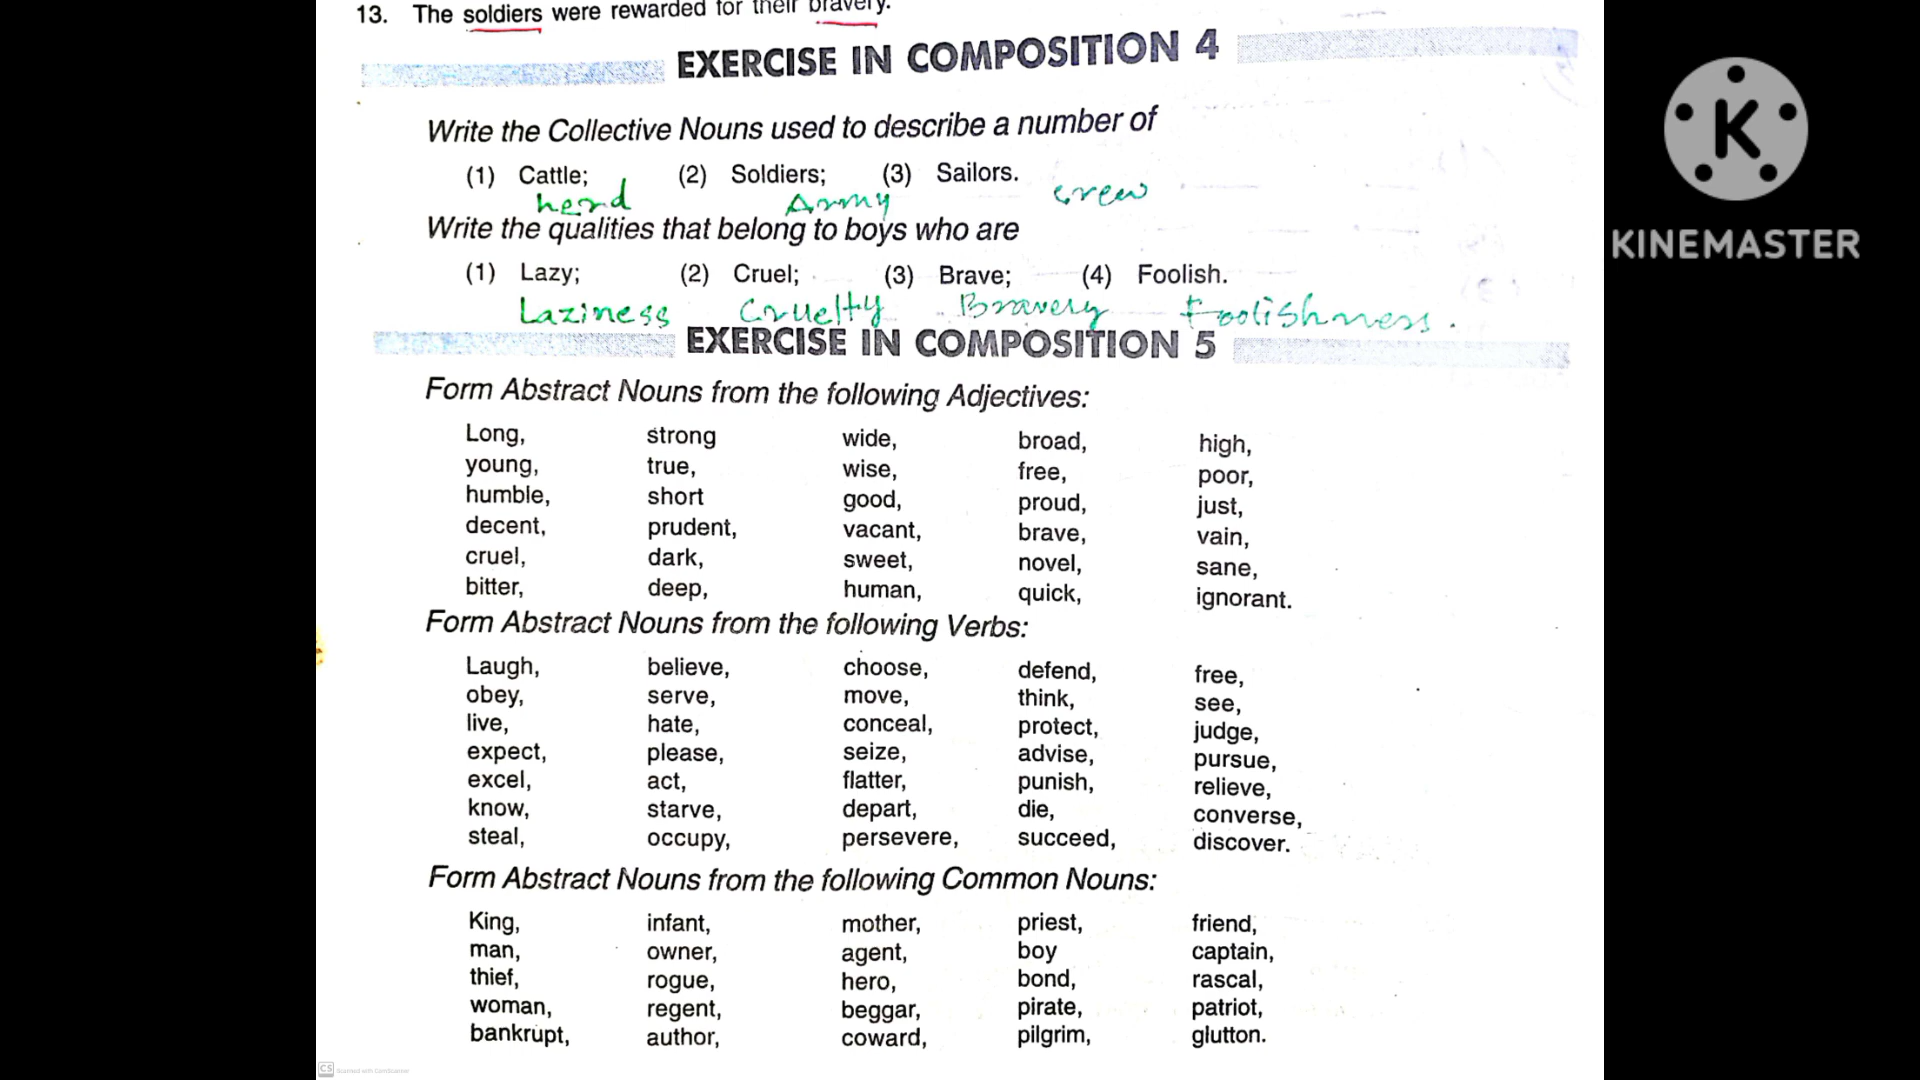 13. The soldiers were rewarded for their bravery.
EXERCISE IN COMPOSITION 4
Write the Collective Nouns used to describe a number of
(1) Cattle; (2) Soldiers; (3) Sailors.
herd Army crew
Write the qualities that belong to boys who are
(1) Lazy; (2) Cruel; (3) Brave; (4) Foolish.
Laziness Cruelty Bravery Foolishness.
EXERCISE IN COMPOSITION 5
Form Abstract Nouns from the following Adjectives:
Long, strong wide, broad, high,
young, true, wise, free, poor,
humble, short good, proud, just,
decent, prudent, vacant, brave, vain,
cruel, dark, sweet, novel, sane,
bitter, deep, human, quick, ignorant.
Form Abstract Nouns from the following Verbs:
Laugh, believe, choose, defend, free,
obey, serve, move, think, see,
live, hate, conceal, protect, judge,
expect, please, seize, advise, pursue,
excel, act, flatter, punish, relieve,
know, starve, depart, die, converse,
steal, occupy, persevere, succeed, discover.
Form Abstract Nouns from the following Common Nouns:
King, infant, mother, priest, friend,
man, owner, agent, boy captain,
thief, rogue, hero, bond, rascal,
woman, regent, beggar, pirate, patriot,
bankrupt, author, coward, pilgrim, glutton.
CS Scanned with CamScanner
K
KINEMASTER